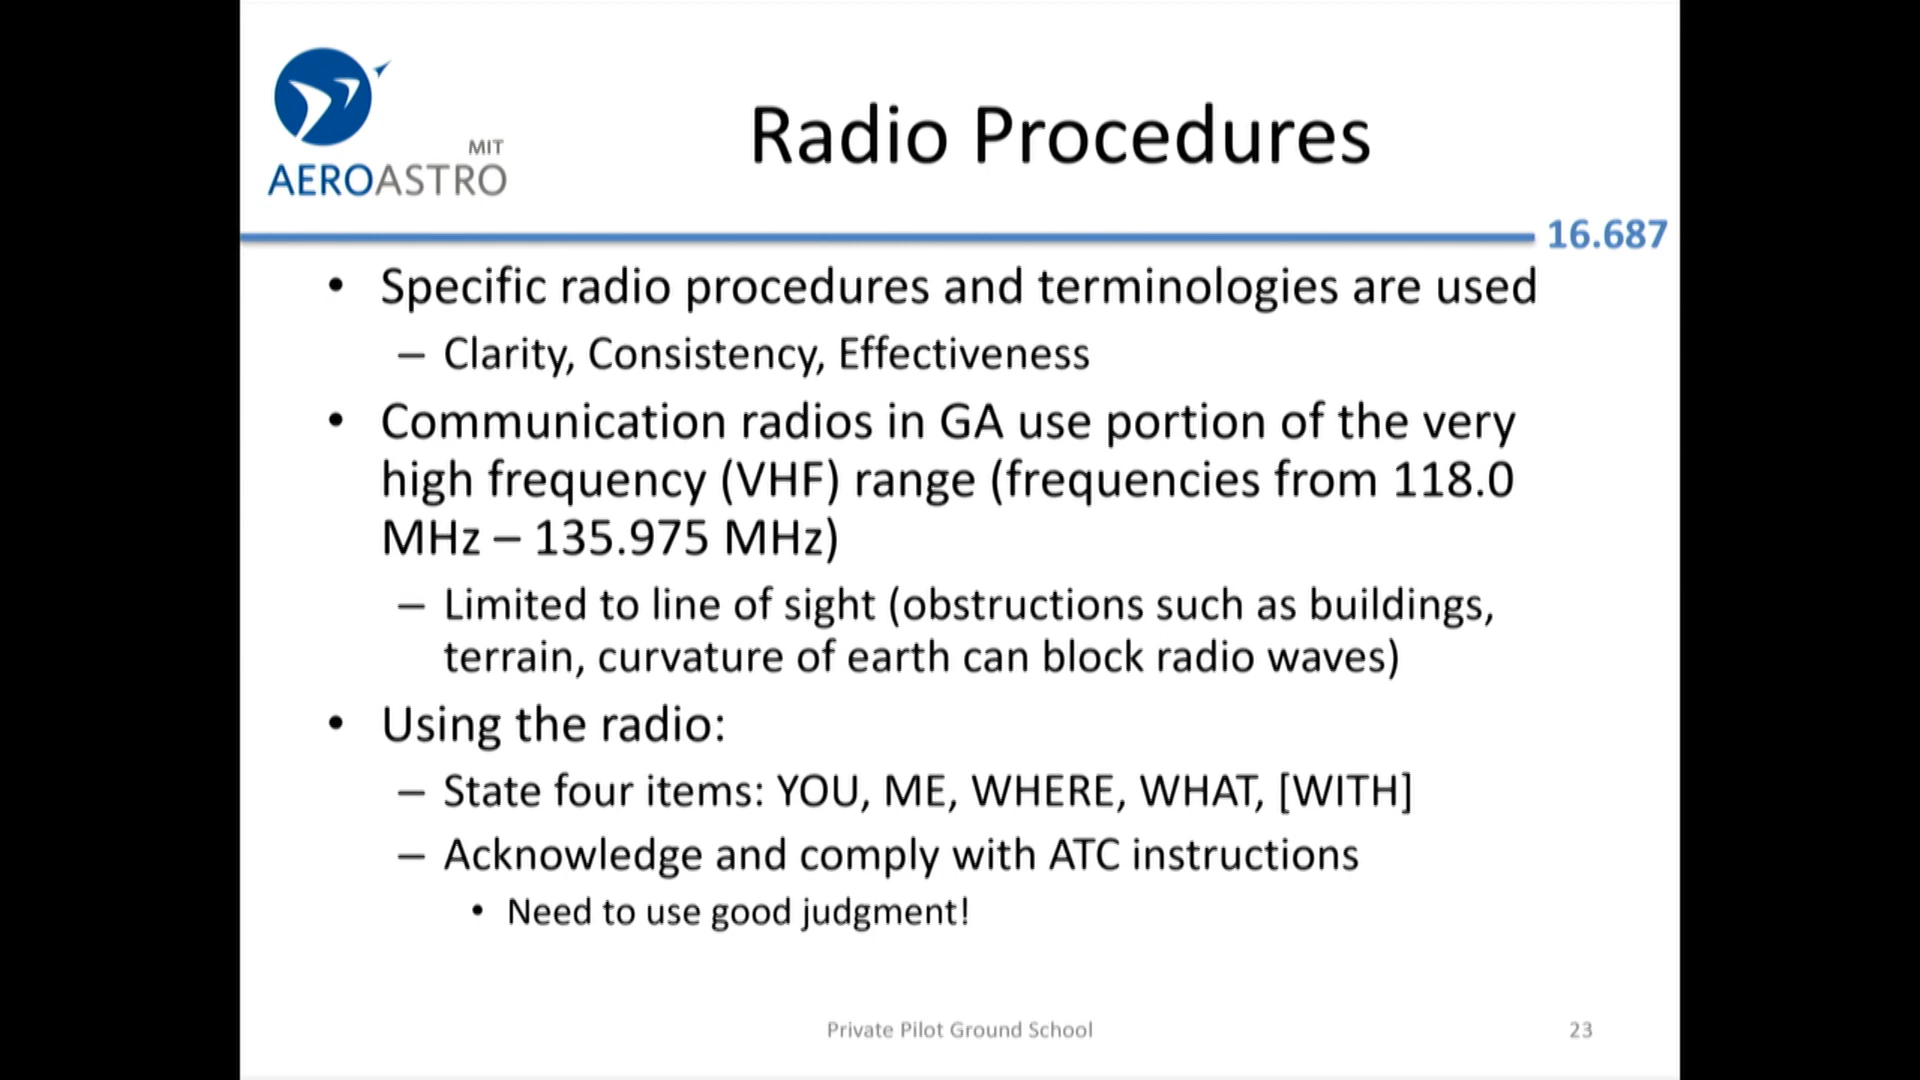 MIT
AEROASTRO
Radio Procedures
16.687
• Specific radio procedures and terminologies are used
– Clarity, Consistency, Effectiveness
• Communication radios in GA use portion of the very
high frequency (VHF) range (frequencies from 118.0
MHz – 135.975 MHz)
– Limited to line of sight (obstructions such as buildings,
terrain, curvature of earth can block radio waves)
• Using the radio:
– State four items: YOU, ME, WHERE, WHAT, [WITH]
– Acknowledge and comply with ATC instructions
• Need to use good judgment!
Private Pilot Ground School
23